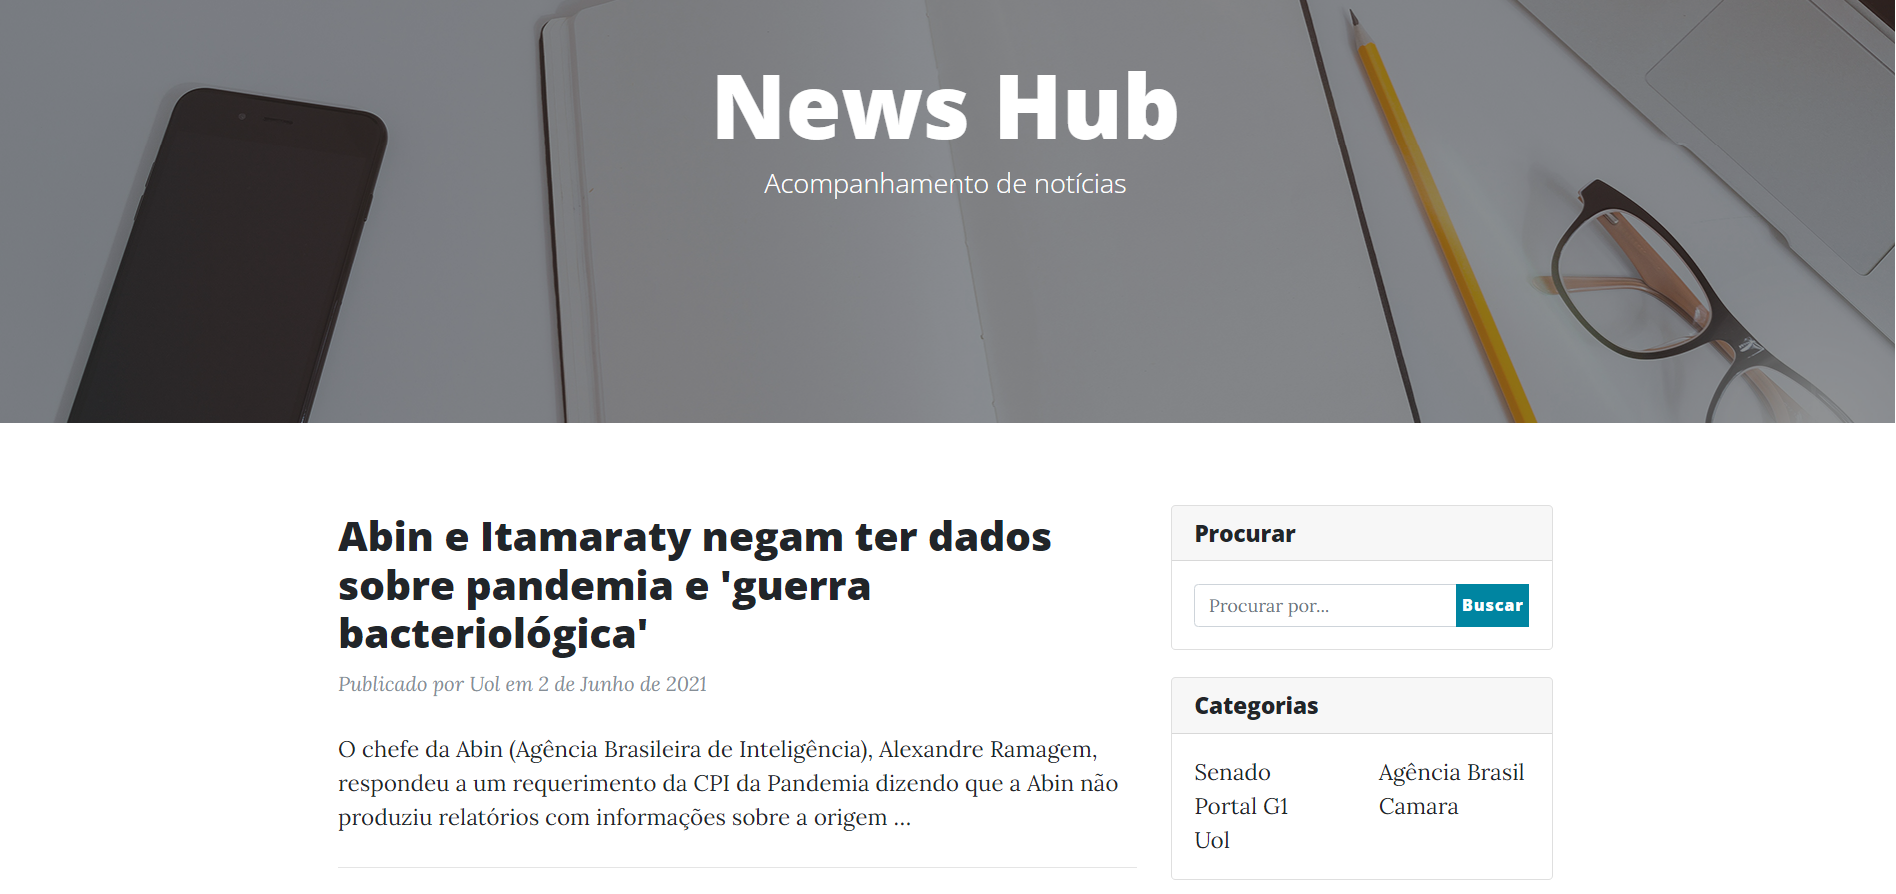 News Hub
Acompanhamento de notícias
Abin e Itamaraty negam ter dados
sobre pandemia e 'guerra
bacteriológica'
Publicado por Uol em 2 de Junho de 2021
O chefe da Abin (Agência Brasileira de Inteligência), Alexandre Ramagem,
respondeu a um requerimento da CPI da Pandemia dizendo que a Abin não
produziu relatórios com informações sobre a origem ...
Procurar
Procurar por...
Buscar
Categorias
Senado
Portal G1
Uol
Agência Brasil
Camara